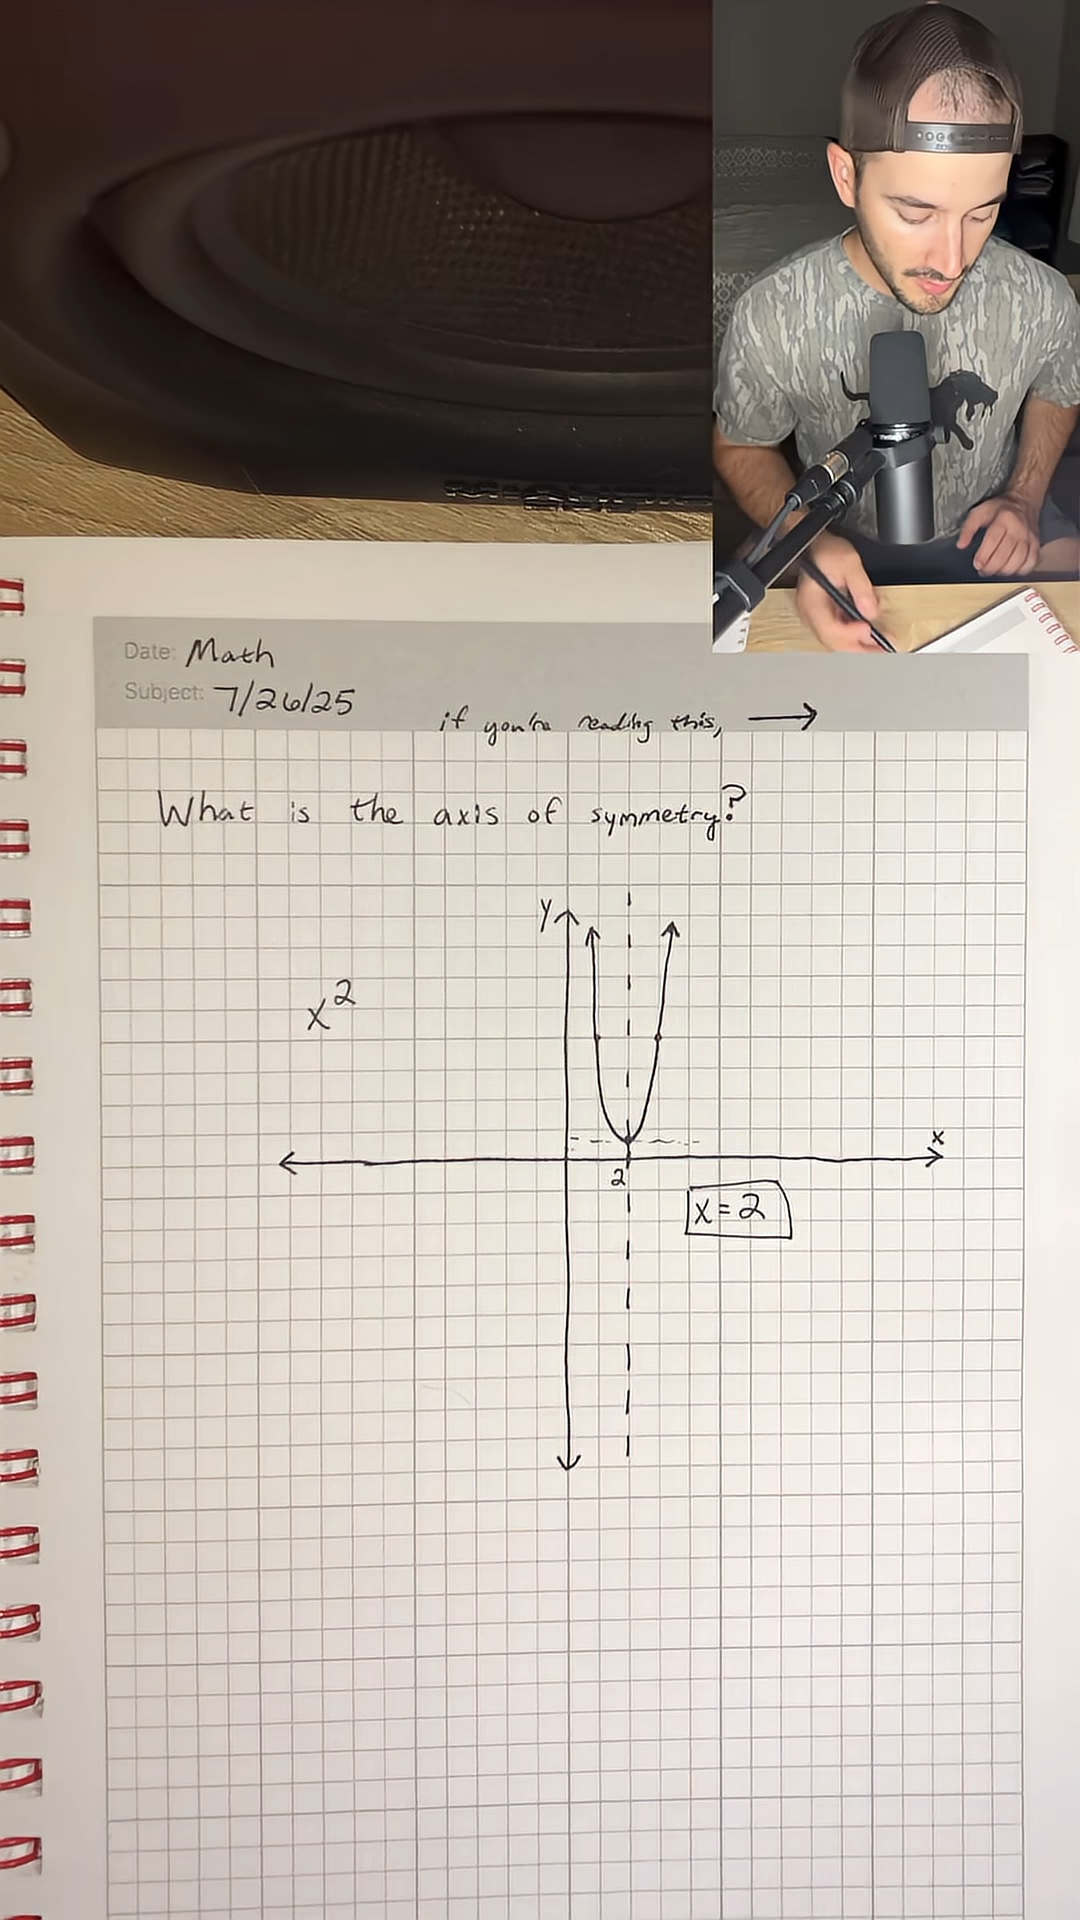 Date: Math
Subject: 7/26/25
if you're reading this, →
What is the axis of symmetry?
y
x²
x
2
x = 2